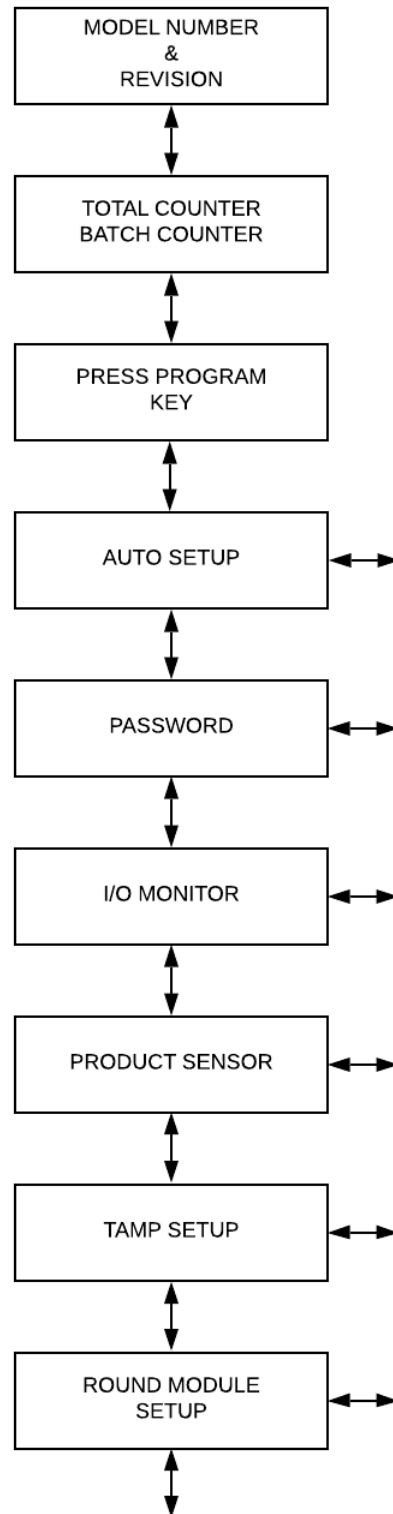 MODEL NUMBER
&
REVISION
TOTAL COUNTER
BATCH COUNTER
PRESS PROGRAM
KEY
AUTO SETUP
PASSWORD
I/O MONITOR
PRODUCT SENSOR
TAMP SETUP
ROUND MODULE
SETUP